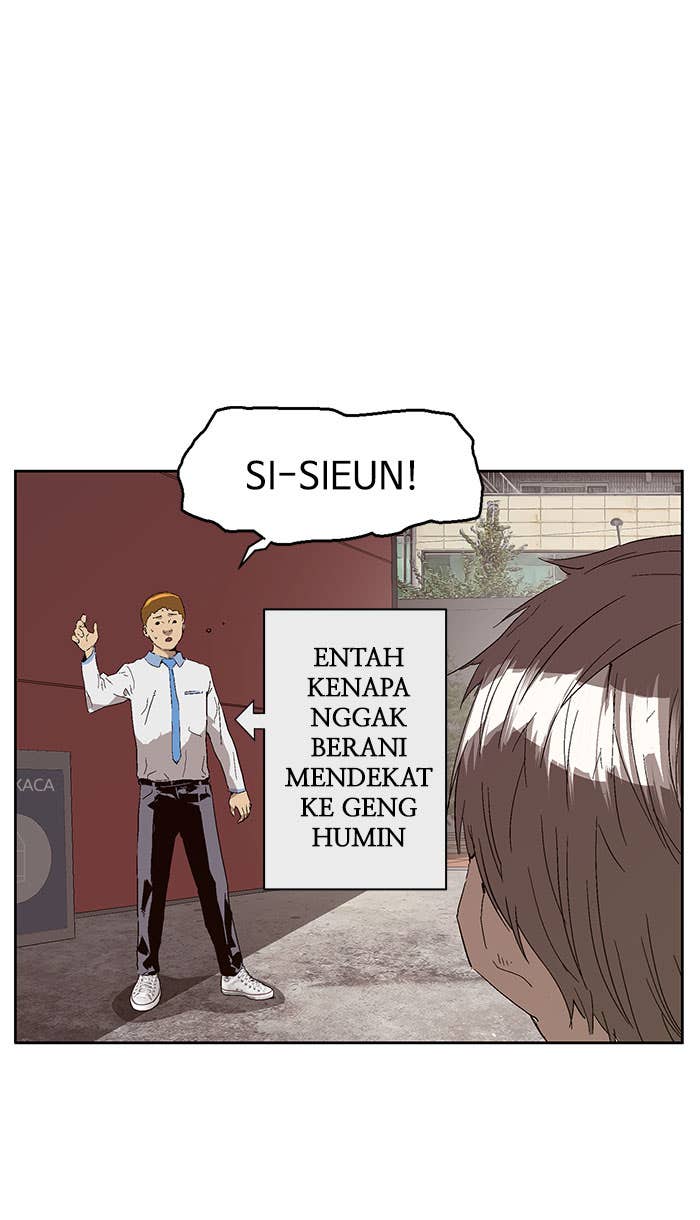 SI-SIEUN!
ENTAH
KENAPA
NGGAK
BERANI
MENDEKAT
KE GENG
HUMIN
KACA